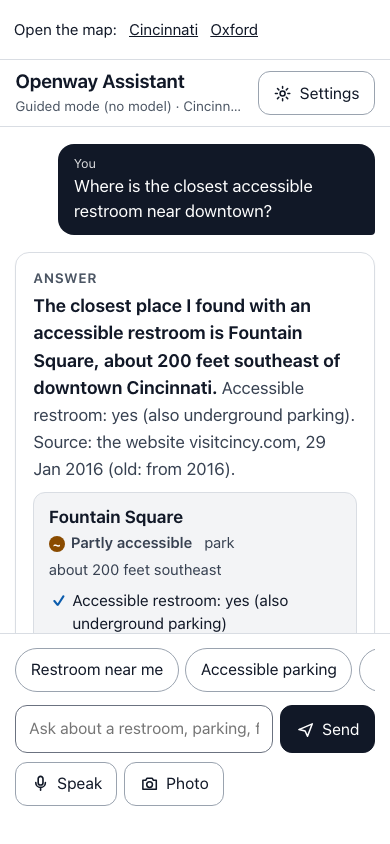 Open the map: Cincinnati Oxford
Openway Assistant
Guided mode (no model) · Cincinn...
Settings
You
Where is the closest accessible
restroom near downtown?
ANSWER
The closest place I found with an
accessible restroom is Fountain
Square, about 200 feet southeast of
downtown Cincinnati. Accessible
restroom: yes (also underground parking).
Source: the website visitcincy.com, 29
Jan 2016 (old: from 2016).
Fountain Square
~ Partly accessible park
about 200 feet southeast
Accessible restroom: yes (also
underground parking)
Restroom near me Accessible parking
Ask about a restroom, parking, f
Send
Speak Photo